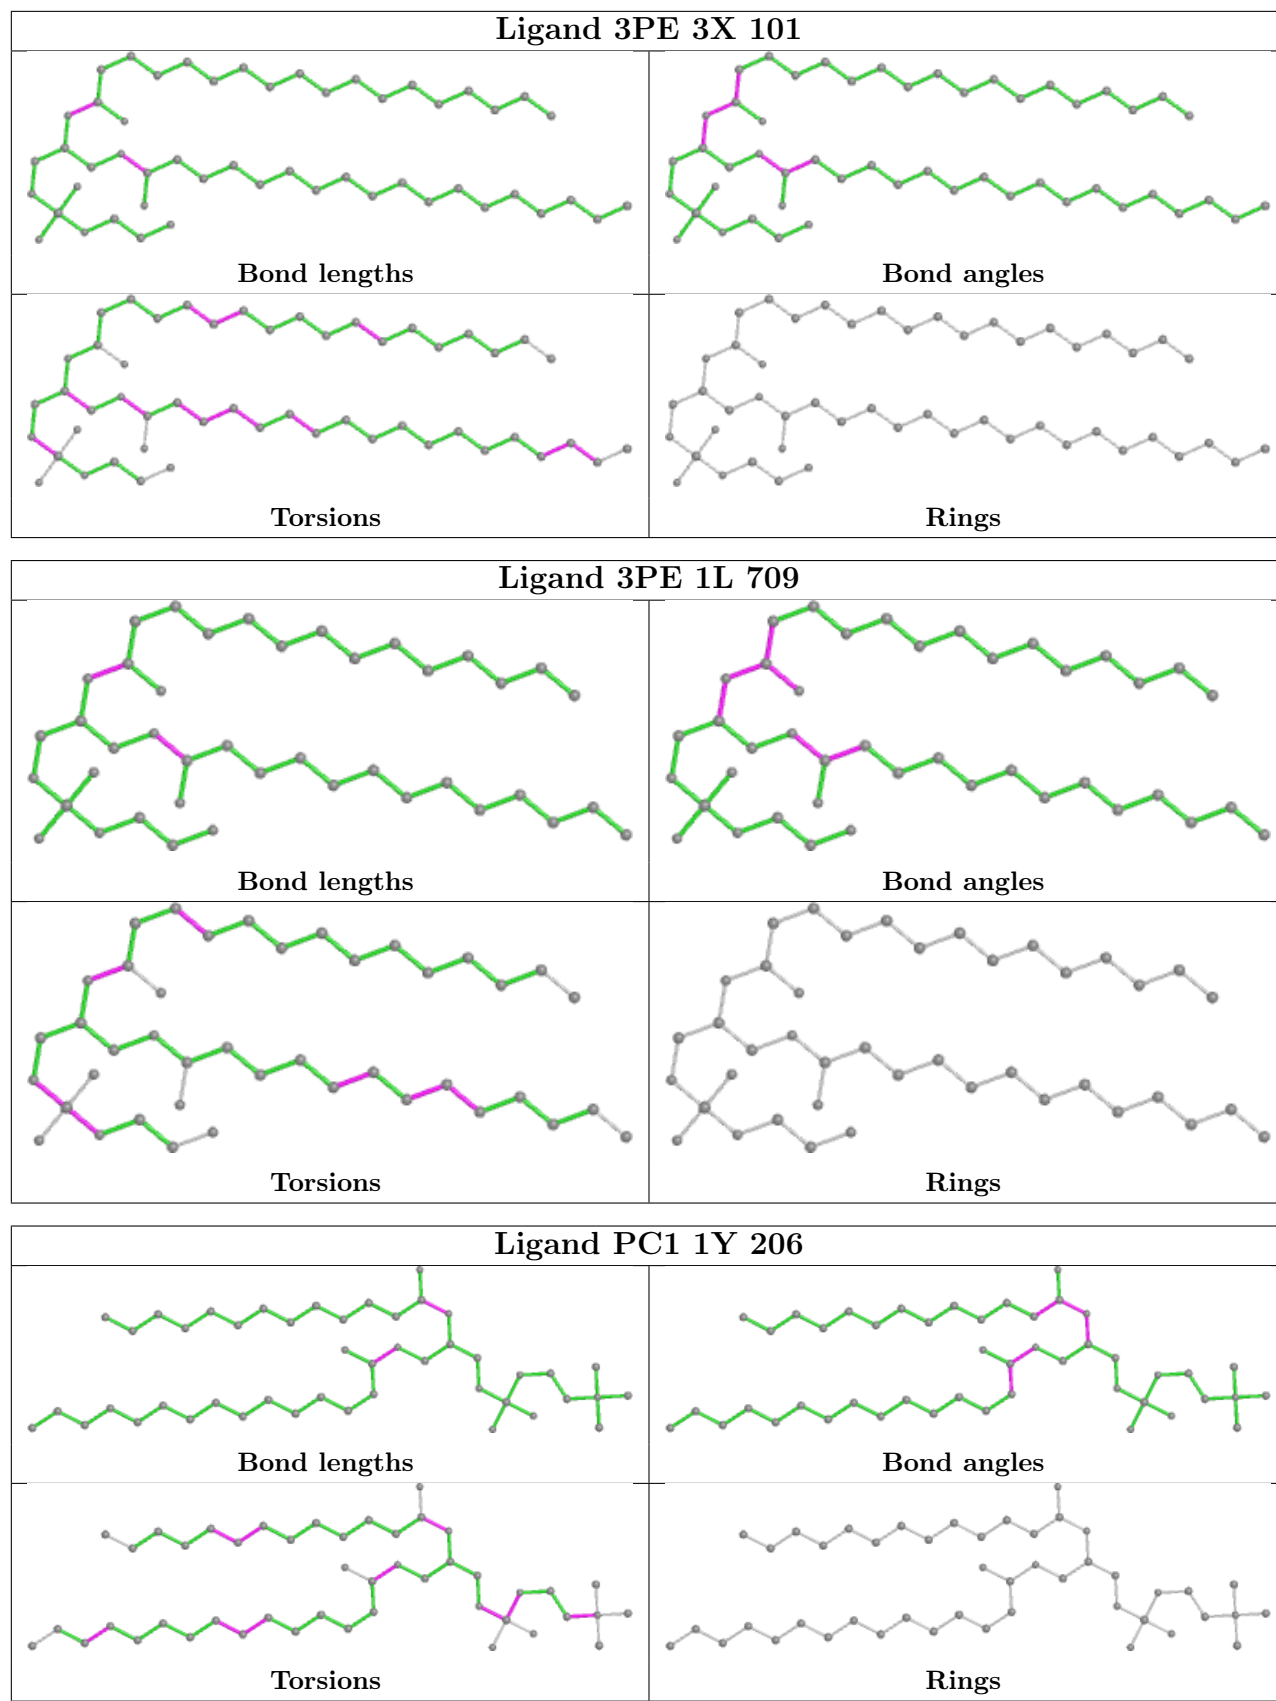 Ligand 3PE 3X 101
Bond lengths
Bond angles
Torsions
Rings
Ligand 3PE 1L 709
Bond lengths
Bond angles
Torsions
Rings
Ligand PC1 1Y 206
Bond lengths
Bond angles
Torsions
Rings